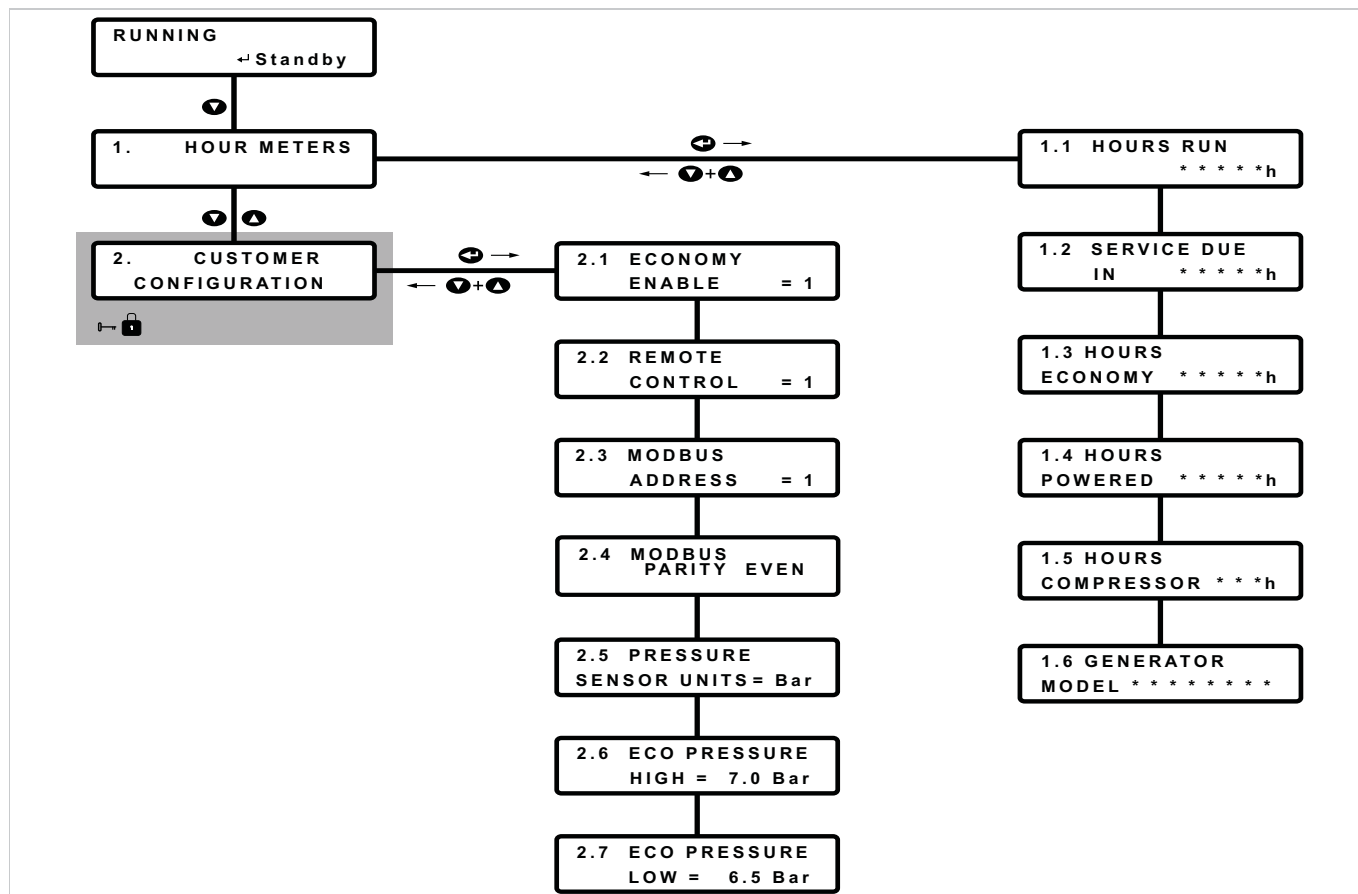 RUNNING
↵ Standby
1. HOUR METERS
2. CUSTOMER
CONFIGURATION
+
+
2.1 ECONOMY
ENABLE = 1
2.2 REMOTE
CONTROL = 1
2.3 MODBUS
ADDRESS = 1
2.4 MODBUS
PARITY EVEN
2.5 PRESSURE
SENSOR UNITS = Bar
2.6 ECO PRESSURE
HIGH = 7.0 Bar
2.7 ECO PRESSURE
LOW = 6.5 Bar
1.1 HOURS RUN
* * * * *h
1.2 SERVICE DUE
IN * * * * *h
1.3 HOURS
ECONOMY * * * * *h
1.4 HOURS
POWERED * * * * *h
1.5 HOURS
COMPRESSOR * * *h
1.6 GENERATOR
MODEL * * * * * * * *